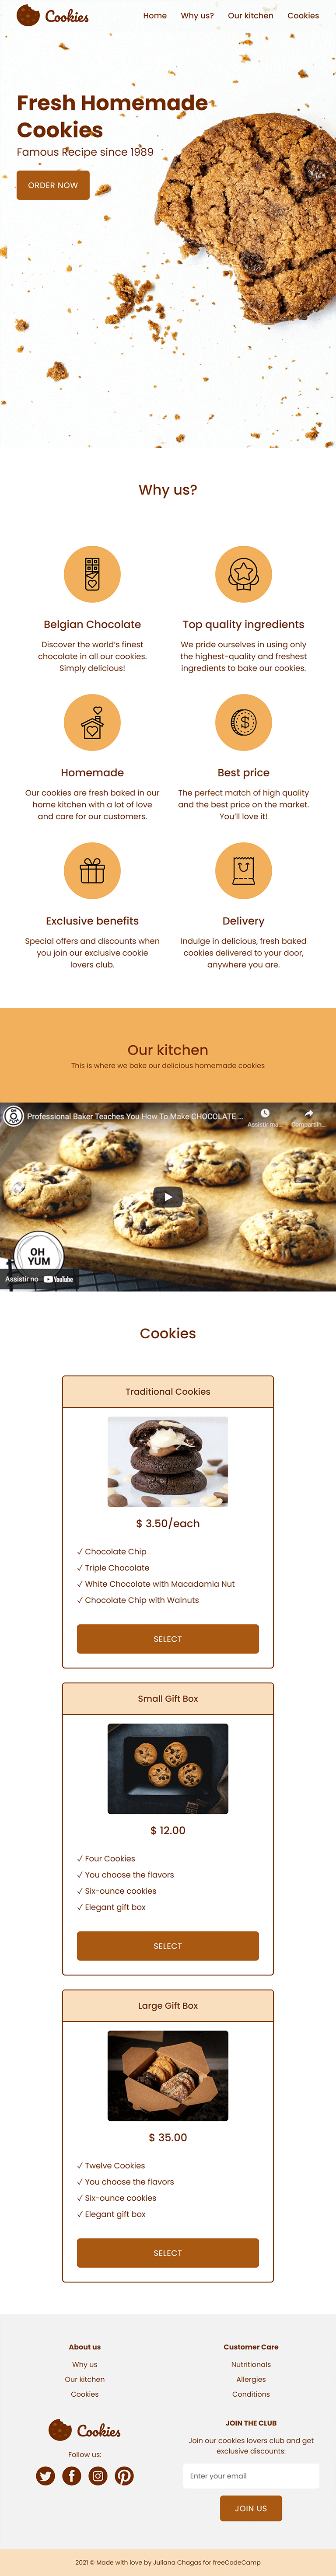 Cookies
Home Why us? Our kitchen Cookies
Fresh Homemade
Cookies
Famous Recipe since 1989
ORDER NOW
Why us?
Belgian Chocolate
Discover the world's finest
chocolate in all our cookies.
Simply delicious!
Top quality ingredients
We pride ourselves in using only
the highest-quality and freshest
ingredients to bake our cookies.
Homemade
Our cookies are fresh baked in our
home kitchen with a lot of love
and care for our customers.
Best price
The perfect match of high quality
and the best price on the market.
You'll love it!
Exclusive benefits
Special offers and discounts when
you join our exclusive cookie
lovers club.
Delivery
Indulge in delicious, fresh baked
cookies delivered to your door,
anywhere you are.
Our kitchen
This is where we bake our delicious homemade cookies
Professional Baker Teaches You How To Make CHOCOLATE ...
Assistir ma... Compartilh...
OH
YUM
Assistir no YouTube
Cookies
Traditional Cookies
$ 3.50/each
✓ Chocolate Chip
✓ Triple Chocolate
✓ White Chocolate with Macadamia Nut
✓ Chocolate Chip with Walnuts
SELECT
Small Gift Box
$ 12.00
✓ Four Cookies
✓ You choose the flavors
✓ Six-ounce cookies
✓ Elegant gift box
SELECT
Large Gift Box
$ 35.00
✓ Twelve Cookies
✓ You choose the flavors
✓ Six-ounce cookies
✓ Elegant gift box
SELECT
About us
Why us
Our kitchen
Cookies
Customer Care
Nutritionals
Allergies
Conditions
Cookies
Follow us:
JOIN THE CLUB
Join our cookies lovers club and get
exclusive discounts:
Enter your email
JOIN US
2021 © Made with love by Juliana Chagas for freeCodeCamp